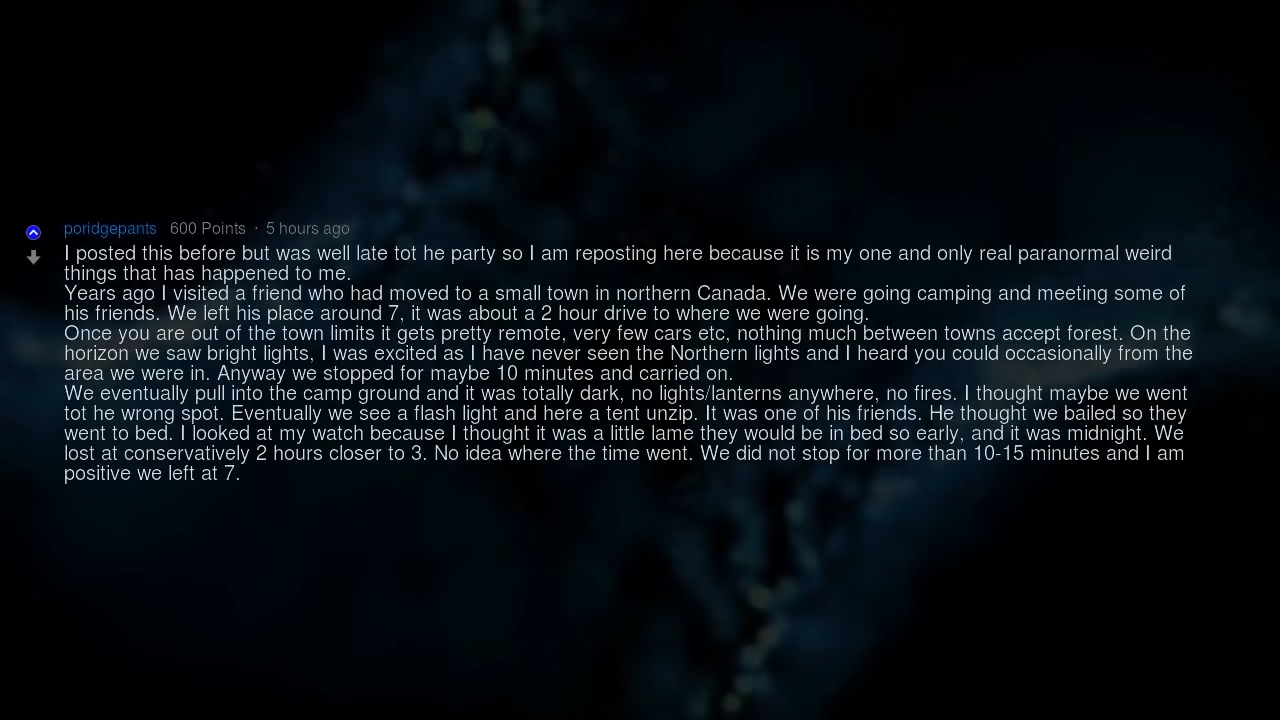 poridgepants 600 Points · 5 hours ago
I posted this before but was well late tot he party so I am reposting here because it is my one and only real paranormal weird
things that has happened to me.
Years ago I visited a friend who had moved to a small town in northern Canada. We were going camping and meeting some of
his friends. We left his place around 7, it was about a 2 hour drive to where we were going.
Once you are out of the town limits it gets pretty remote, very few cars etc, nothing much between towns accept forest. On the
horizon we saw bright lights, I was excited as I have never seen the Northern lights and I heard you could occasionally from the
area we were in. Anyway we stopped for maybe 10 minutes and carried on.
We eventually pull into the camp ground and it was totally dark, no lights/lanterns anywhere, no fires. I thought maybe we went
tot he wrong spot. Eventually we see a flash light and here a tent unzip. It was one of his friends. He thought we bailed so they
went to bed. I looked at my watch because I thought it was a little lame they would be in bed so early, and it was midnight. We
lost at conservatively 2 hours closer to 3. No idea where the time went. We did not stop for more than 10-15 minutes and I am
positive we left at 7.